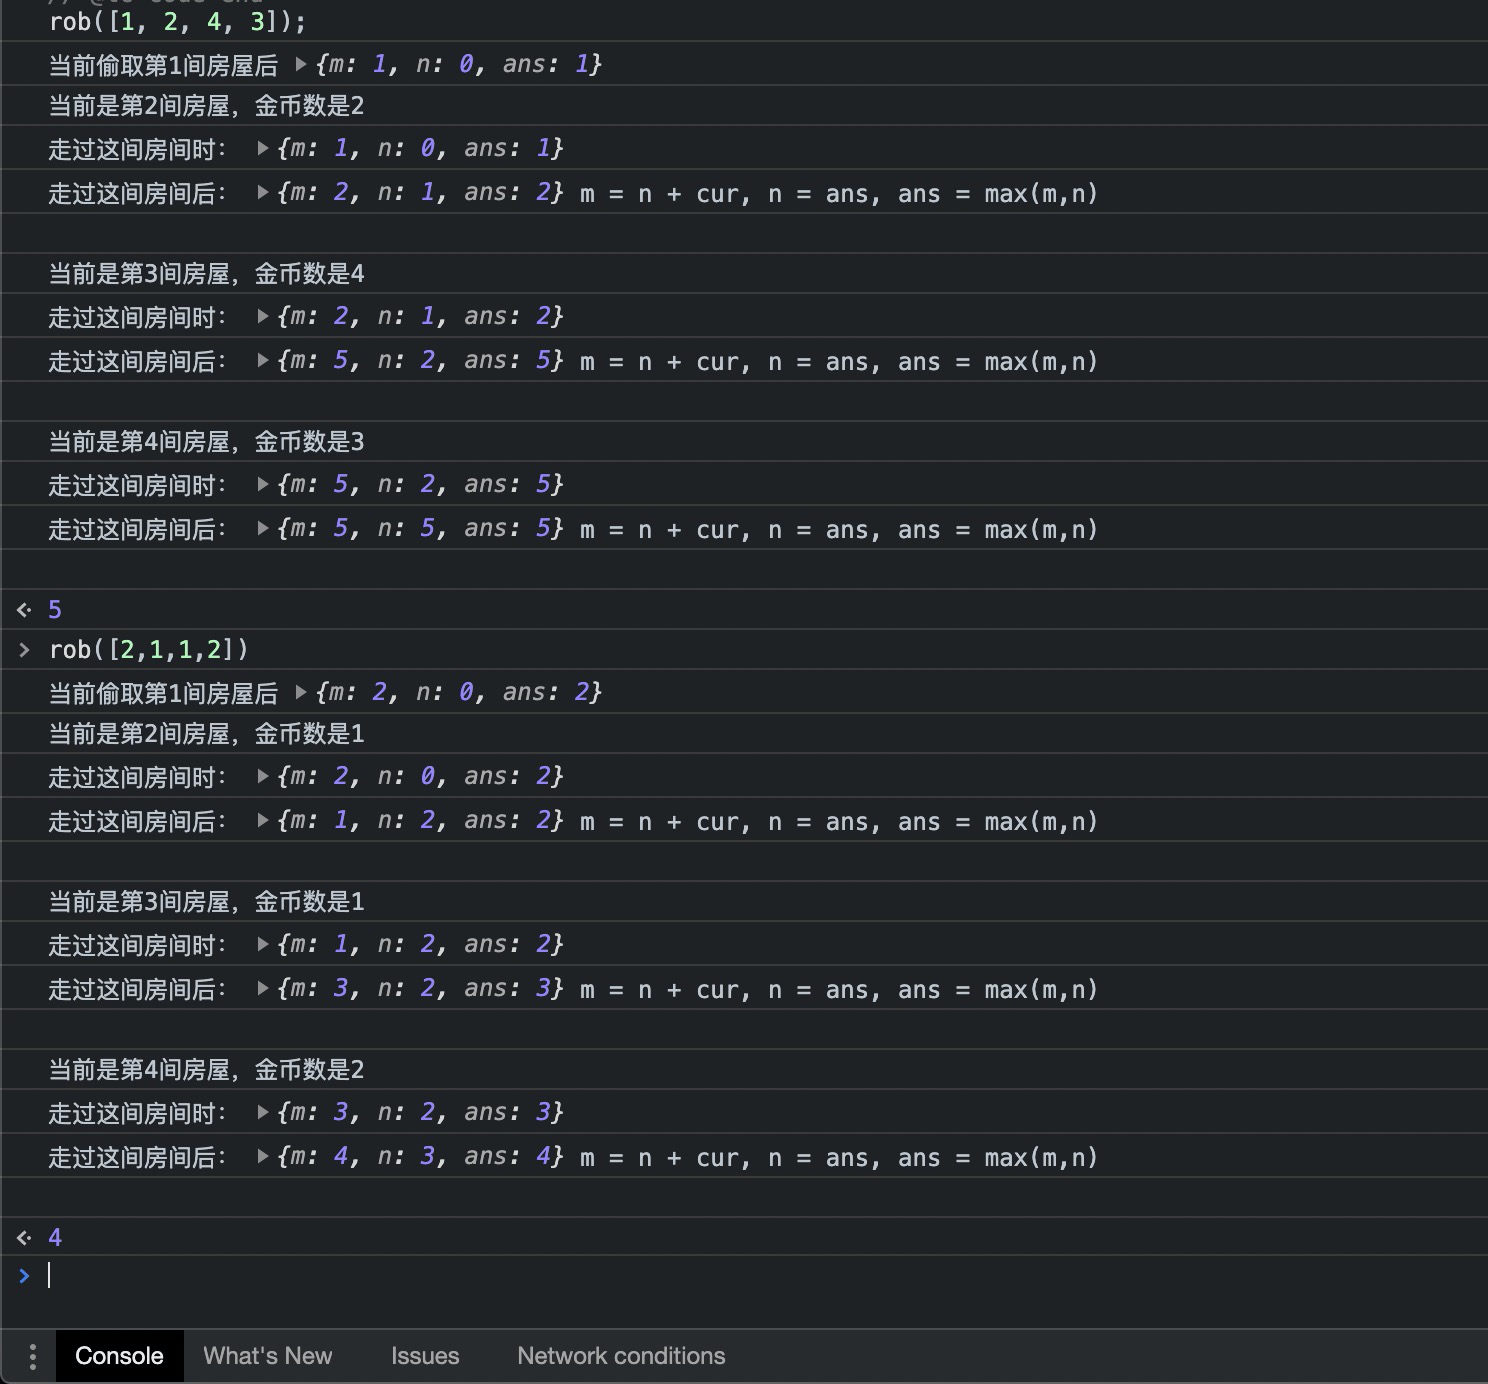 rob([1, 2, 4, 3]);
当前偷取第1间房屋后 ▶{m: 1, n: 0, ans: 1}
当前是第2间房屋，金币数是2
走过这间房间时： ▶{m: 1, n: 0, ans: 1}
走过这间房间后： ▶{m: 2, n: 1, ans: 2} m = n + cur, n = ans, ans = max(m,n)
当前是第3间房屋，金币数是4
走过这间房间时： ▶{m: 2, n: 1, ans: 2}
走过这间房间后： ▶{m: 5, n: 2, ans: 5} m = n + cur, n = ans, ans = max(m,n)
当前是第4间房屋，金币数是3
走过这间房间时： ▶{m: 5, n: 2, ans: 5}
走过这间房间后： ▶{m: 5, n: 5, ans: 5} m = n + cur, n = ans, ans = max(m,n)
5
> rob([2,1,1,2])
当前偷取第1间房屋后 ▶{m: 2, n: 0, ans: 2}
当前是第2间房屋，金币数是1
走过这间房间时： ▶{m: 2, n: 0, ans: 2}
走过这间房间后： ▶{m: 1, n: 2, ans: 2} m = n + cur, n = ans, ans = max(m,n)
当前是第3间房屋，金币数是1
走过这间房间时： ▶{m: 1, n: 2, ans: 2}
走过这间房间后： ▶{m: 3, n: 2, ans: 3} m = n + cur, n = ans, ans = max(m,n)
当前是第4间房屋，金币数是2
走过这间房间时： ▶{m: 3, n: 2, ans: 3}
走过这间房间后： ▶{m: 4, n: 3, ans: 4} m = n + cur, n = ans, ans = max(m,n)
4
>
Console What's New Issues Network conditions